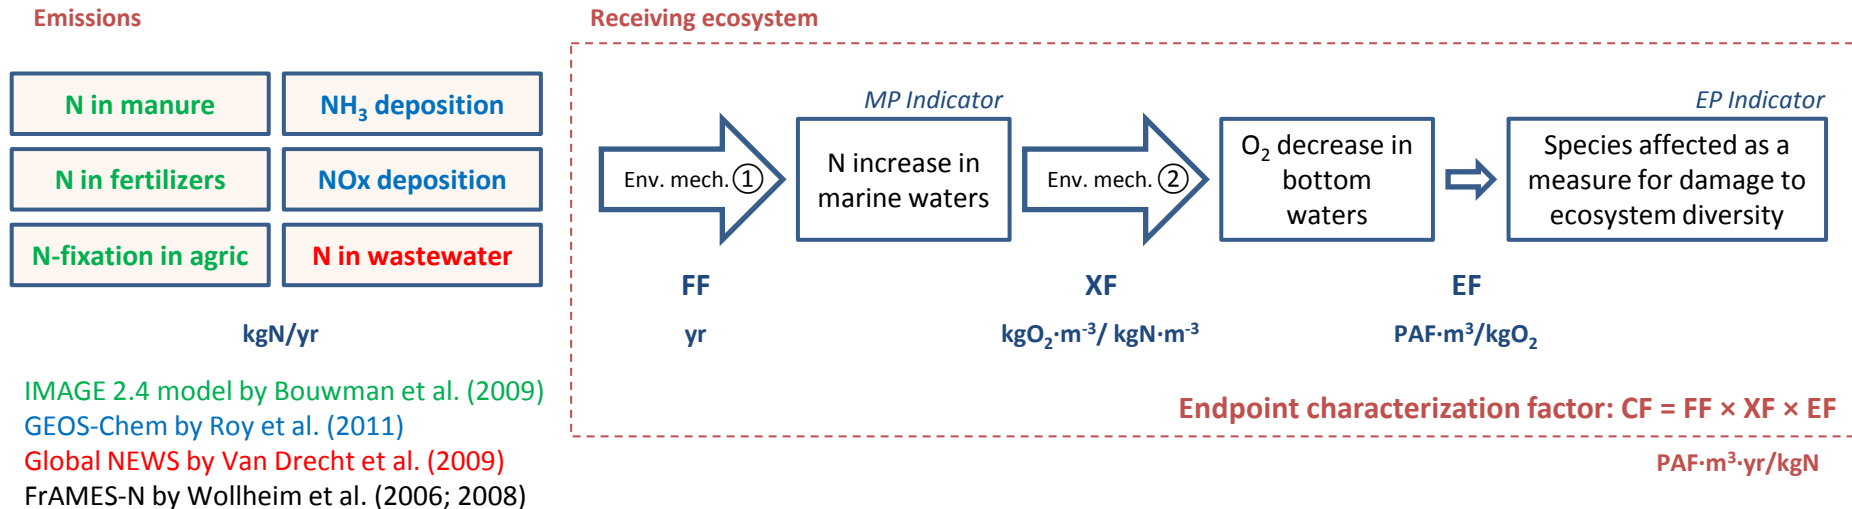 Emissions
Receiving ecosystem
N in manure
NH₃ deposition
N in fertilizers
NOx deposition
N-fixation in agric
N in wastewater
kgN/yr
IMAGE 2.4 model by Bouwman et al. (2009)
GEOS-Chem by Roy et al. (2011)
Global NEWS by Van Drecht et al. (2009)
FrAMES-N by Wollheim et al. (2006; 2008)
Env. mech. ①
MP Indicator
N increase in
marine waters
Env. mech. ②
O₂ decrease in
bottom
waters
EP Indicator
Species affected as a
measure for damage to
ecosystem diversity
FF
XF
EF
yr
kgO₂·m⁻³/ kgN·m⁻³
PAF·m³/kgO₂
Endpoint characterization factor: CF = FF × XF × EF
PAF·m³·yr/kgN